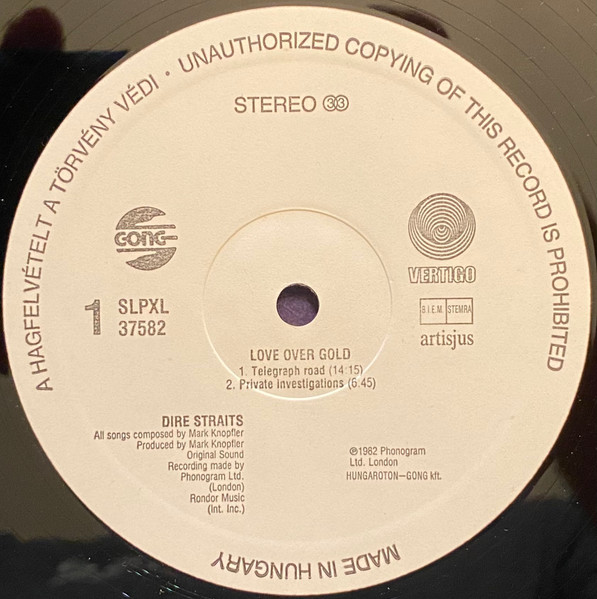 A HAGFELVÉTELT A TÖRVÉNY VÉDI · UNAUTHORIZED COPYING OF THIS RECORD IS PROHIBITED
STEREO 33
GONG
VERTIGO
1
SLPXL
37582
B.I.E.M. STEMRA
artisjus
LOVE OVER GOLD
1. Telegraph road (14:15)
2. Private investigations (6:45)
DIRE STRAITS
All songs composed by Mark Knopfler
Produced by Mark Knopfler
Original Sound
Recording made by
Phonogram Ltd.
(London)
Rondor Music
(Int. Inc.)
℗1982 Phonogram
Ltd. London
HUNGAROTON–GONG kft.
MADE IN HUNGARY